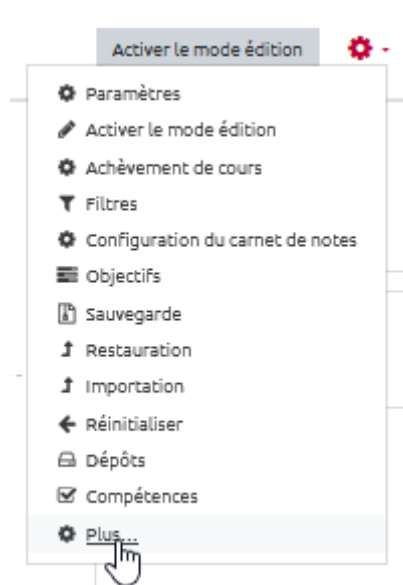 Activer le mode édition
Paramètres
Activer le mode édition
Achèvement de cours
Filtres
Configuration du carnet de notes
Objectifs
Sauvegarde
Restauration
Importation
Réinitialiser
Dépôts
Compétences
Plus...